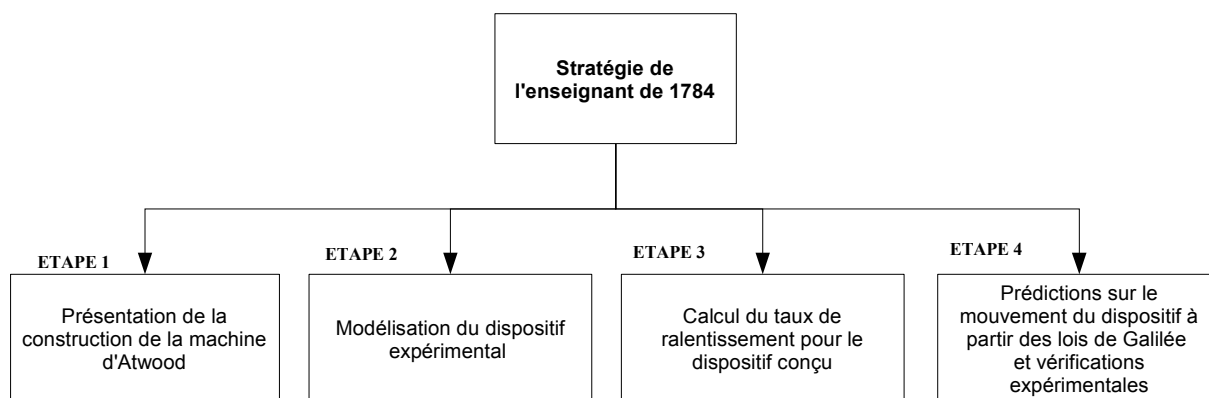 Stratégie de
l'enseignant de 1784
ETAPE 1
ETAPE 2
ETAPE 3
ETAPE 4
Présentation de la
construction de la machine
d'Atwood
Modélisation du dispositif
expérimental
Calcul du taux de
ralentissement pour le
dispositif conçu
Prédictions sur le
mouvement du dispositif à
partir des lois de Galilée
et vérifications
expérimentales